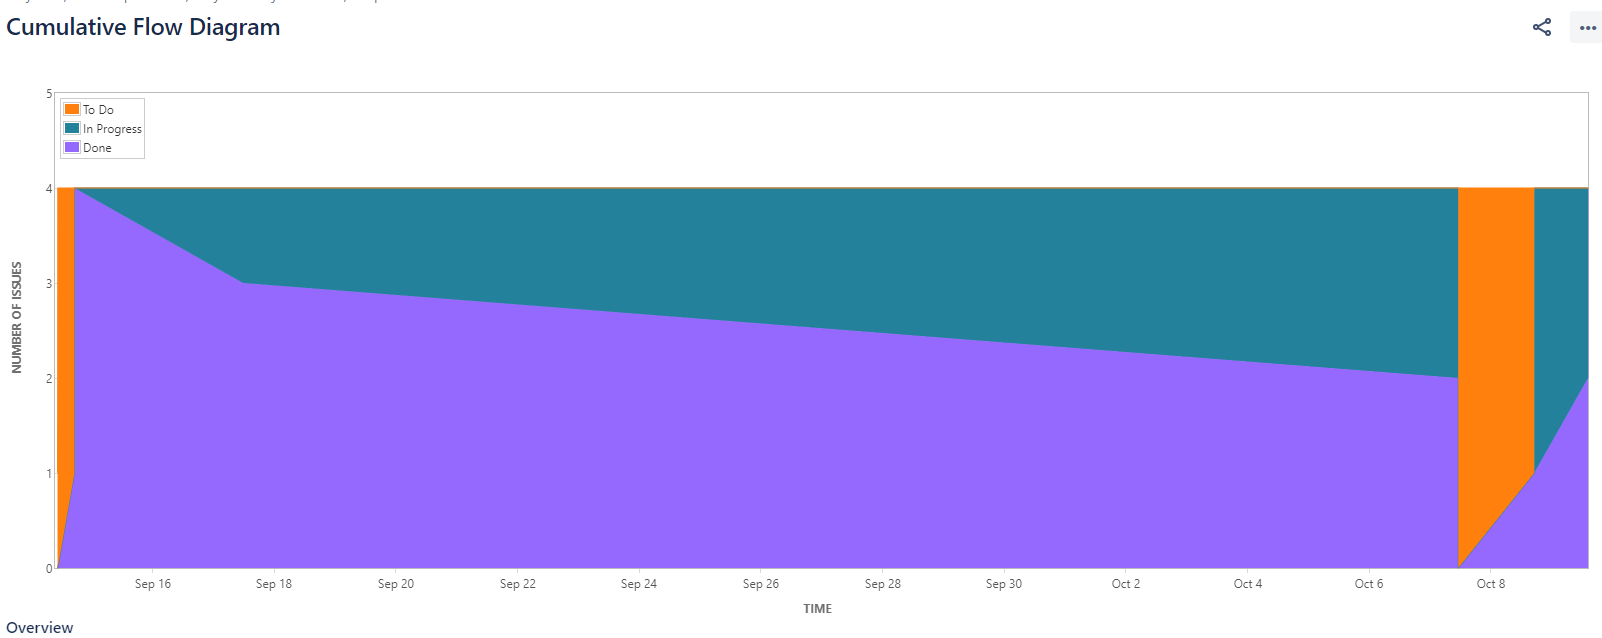 Cumulative Flow Diagram
5
To Do
In Progress
Done
4
3
2
1
0
NUMBER OF ISSUES
Sep 16 Sep 18 Sep 20 Sep 22 Sep 24 Sep 26 Sep 28 Sep 30 Oct 2 Oct 4 Oct 6 Oct 8
TIME
Overview